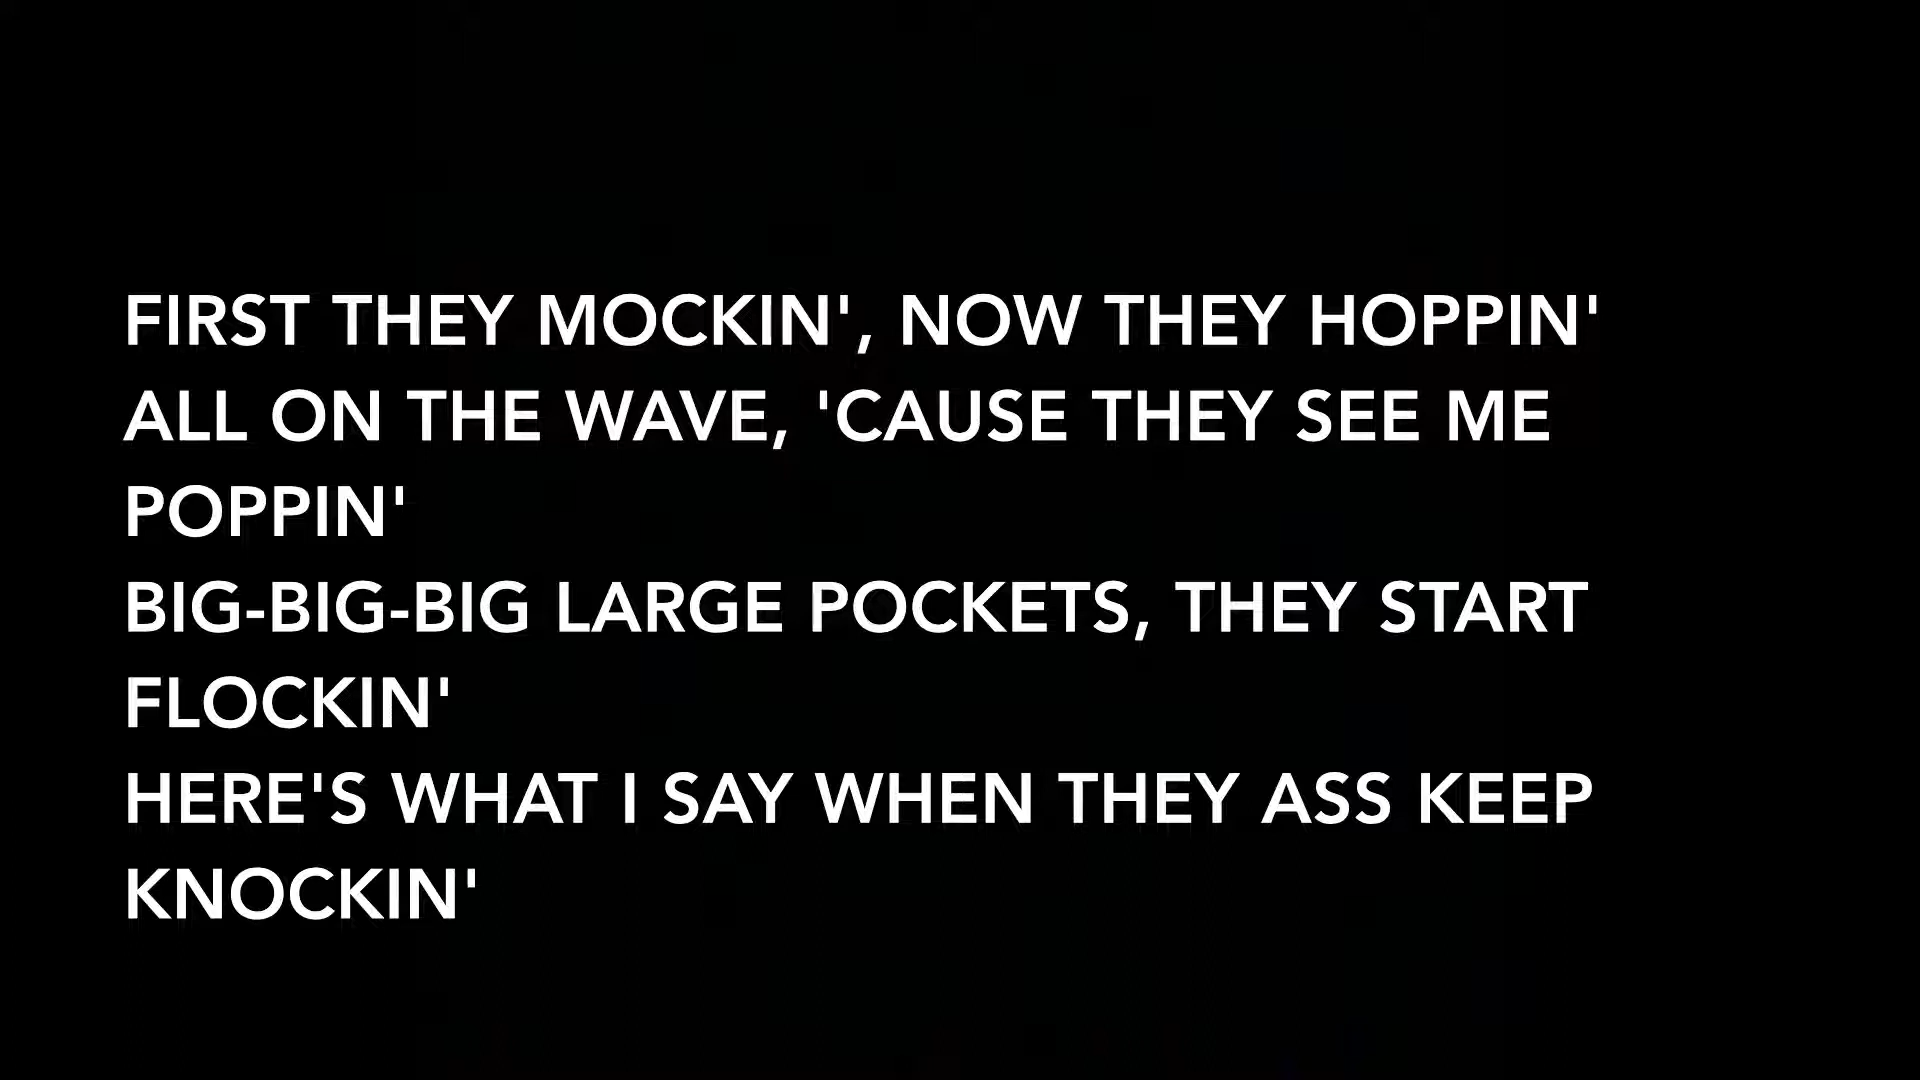 FIRST THEY MOCKIN', NOW THEY HOPPIN'
ALL ON THE WAVE, 'CAUSE THEY SEE ME
POPPIN'
BIG-BIG-BIG LARGE POCKETS, THEY START
FLOCKIN'
HERE'S WHAT I SAY WHEN THEY ASS KEEP
KNOCKIN'